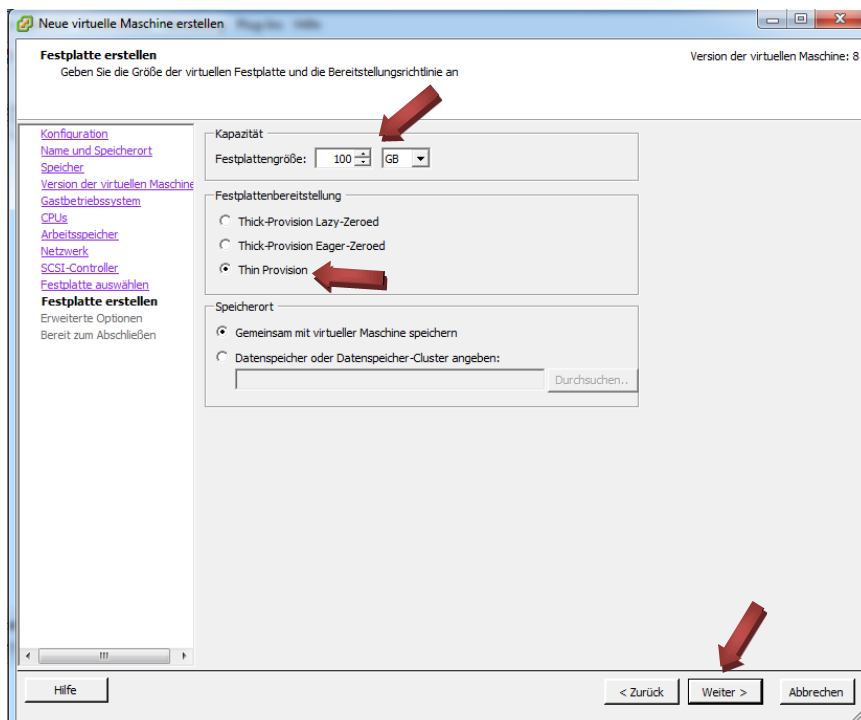 Neue virtuelle Maschine erstellen Plug-Ins Hilfe
Festplatte erstellen
Geben Sie die Größe der virtuellen Festplatte und die Bereitstellungsrichtlinie an
Version der virtuellen Maschine: 8
Konfiguration
Name und Speicherort
Speicher
Version der virtuellen Maschine
Gastbetriebssystem
CPUs
Arbeitsspeicher
Netzwerk
SCSI-Controller
Festplatte auswählen
Festplatte erstellen
Erweiterte Optionen
Bereit zum Abschließen
Kapazität
Festplattengröße: 100 GB
Festplattenbereitstellung
Thick-Provision Lazy-Zeroed
Thick-Provision Eager-Zeroed
Thin Provision
Speicherort
Gemeinsam mit virtueller Maschine speichern
Datenspeicher oder Datenspeicher-Cluster angeben:
Durchsuchen..
Hilfe
< Zurück
Weiter >
Abbrechen